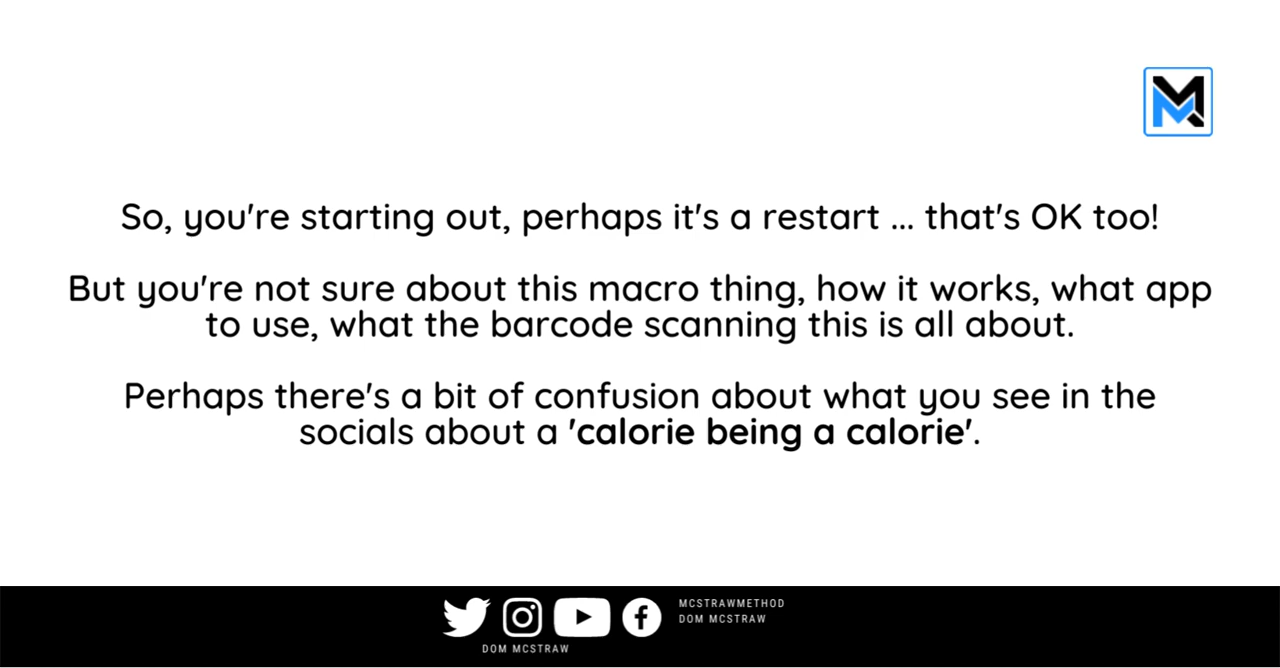 So, you're starting out, perhaps it's a restart ... that's OK too!
But you're not sure about this macro thing, how it works, what app
to use, what the barcode scanning this is all about.
Perhaps there's a bit of confusion about what you see in the
socials about a 'calorie being a calorie'.
MCSTRAWMETHOD
DOM MCSTRAW
DOM MCSTRAW